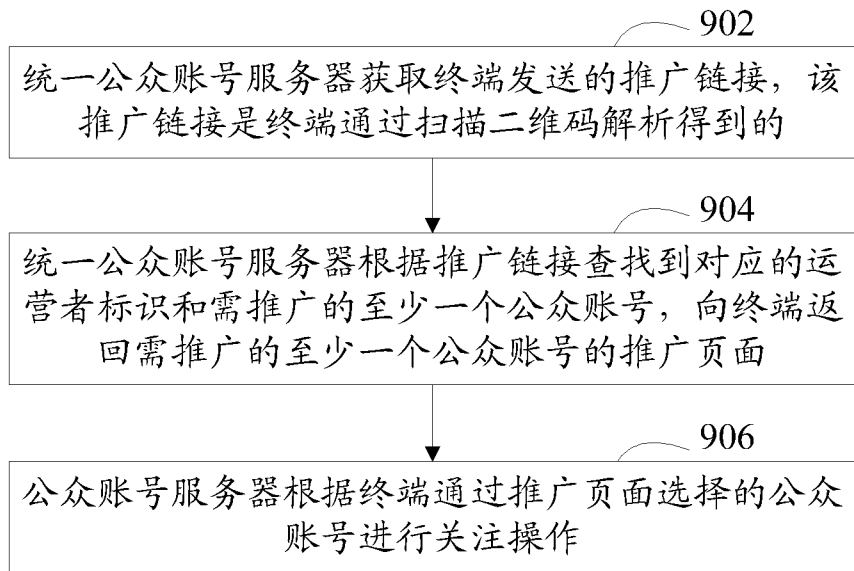 902
统一公众账号服务器获取终端发送的推广链接，该
推广链接是终端通过扫描二维码解析得到的
904
统一公众账号服务器根据推广链接查找到对应的运
营者标识和需推广的至少一个公众账号，向终端返
回需推广的至少一个公众账号的推广页面
906
公众账号服务器根据终端通过推广页面选择的公众
账号进行关注操作